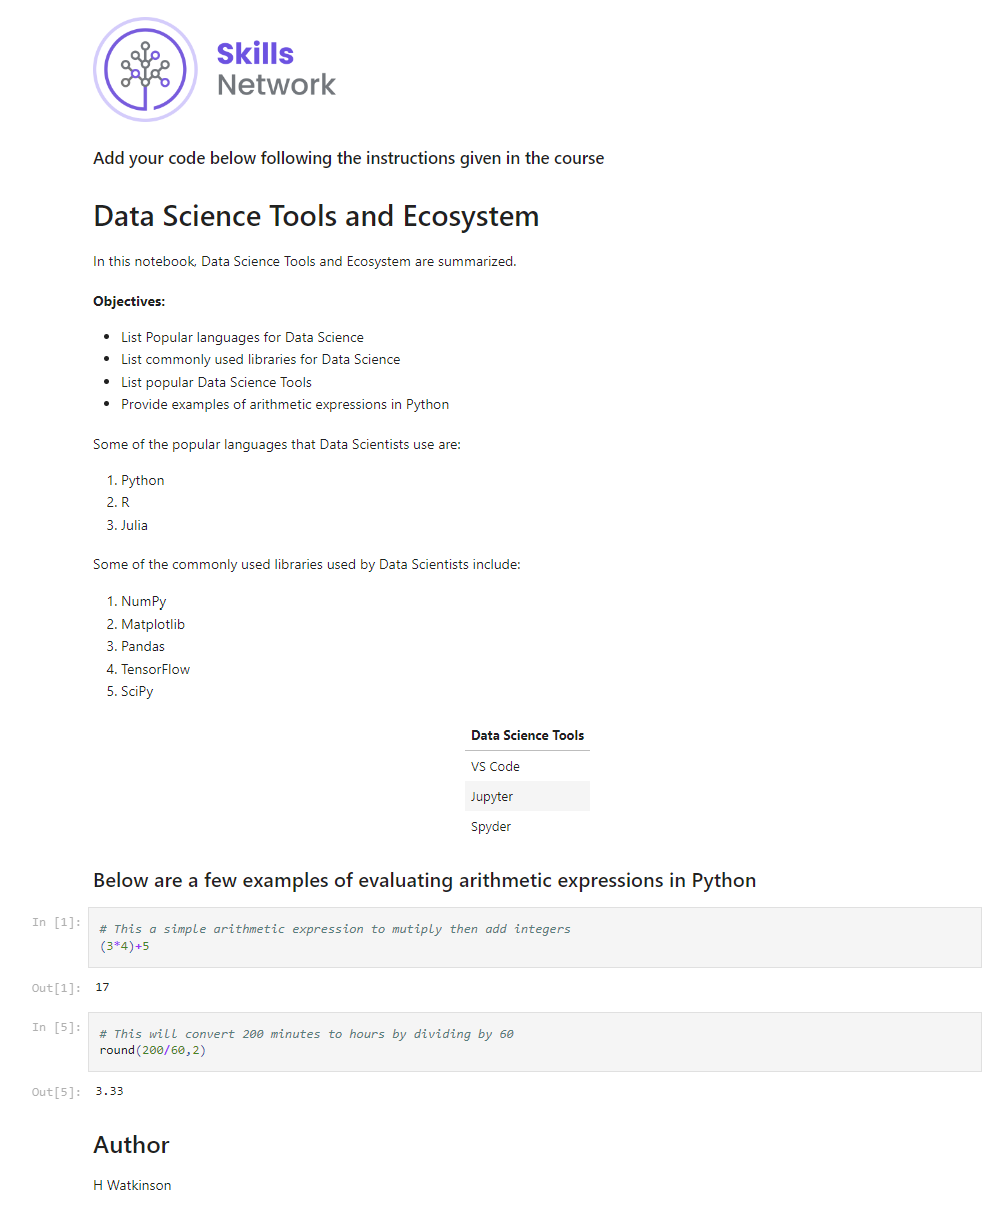 Skills
Network
Add your code below following the instructions given in the course
Data Science Tools and Ecosystem
In this notebook, Data Science Tools and Ecosystem are summarized.
Objectives:
• List Popular languages for Data Science
• List commonly used libraries for Data Science
• List popular Data Science Tools
• Provide examples of arithmetic expressions in Python
Some of the popular languages that Data Scientists use are:
1. Python
2. R
3. Julia
Some of the commonly used libraries used by Data Scientists include:
1. NumPy
2. Matplotlib
3. Pandas
4. TensorFlow
5. SciPy
Data Science Tools
VS Code
Jupyter
Spyder
Below are a few examples of evaluating arithmetic expressions in Python
In [1]:
# This a simple arithmetic expression to mutiply then add integers
(3*4)+5
Out[1]: 17
In [5]:
# This will convert 200 minutes to hours by dividing by 60
round(200/60,2)
Out[5]: 3.33
Author
H Watkinson